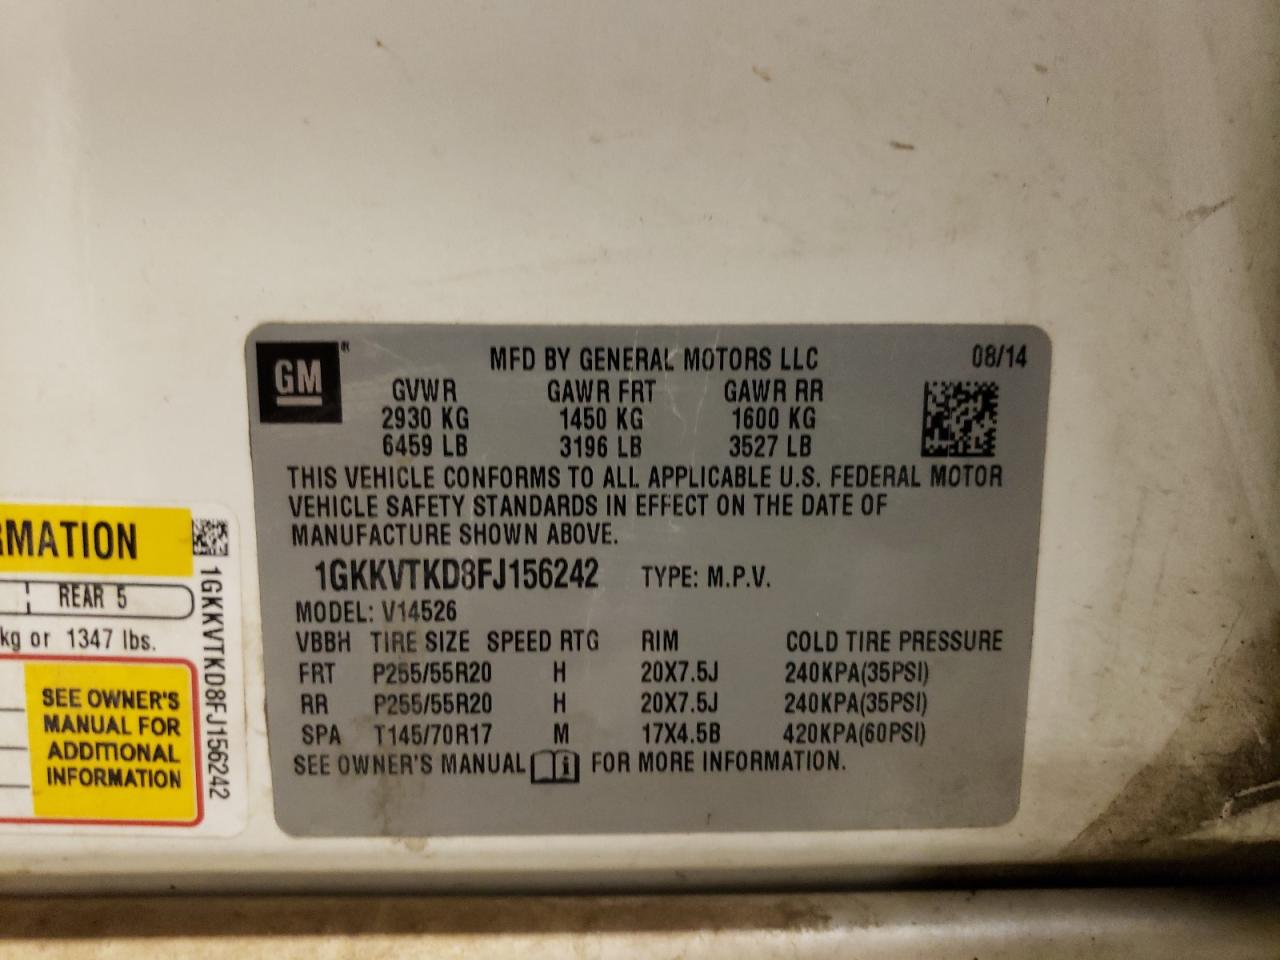 GM ®
MFD BY GENERAL MOTORS LLC 08/14
GVWR GAWR FRT GAWR RR
2930 KG 1450 KG 1600 KG
6459 LB 3196 LB 3527 LB
THIS VEHICLE CONFORMS TO ALL APPLICABLE U.S. FEDERAL MOTOR
VEHICLE SAFETY STANDARDS IN EFFECT ON THE DATE OF
MANUFACTURE SHOWN ABOVE.
1GKKVTKD8FJ156242 TYPE: M.P.V.
MODEL: V14526
VBBH TIRE SIZE SPEED RTG RIM COLD TIRE PRESSURE
FRT P255/55R20 H 20X7.5J 240KPA(35PSI)
RR P255/55R20 H 20X7.5J 240KPA(35PSI)
SPA T145/70R17 M 17X4.5B 420KPA(60PSI)
SEE OWNER'S MANUAL i FOR MORE INFORMATION.
RMATION
REAR 5
kg or 1347 lbs.
SEE OWNER'S
MANUAL FOR
ADDITIONAL
INFORMATION
1GKKVTKD8FJ156242